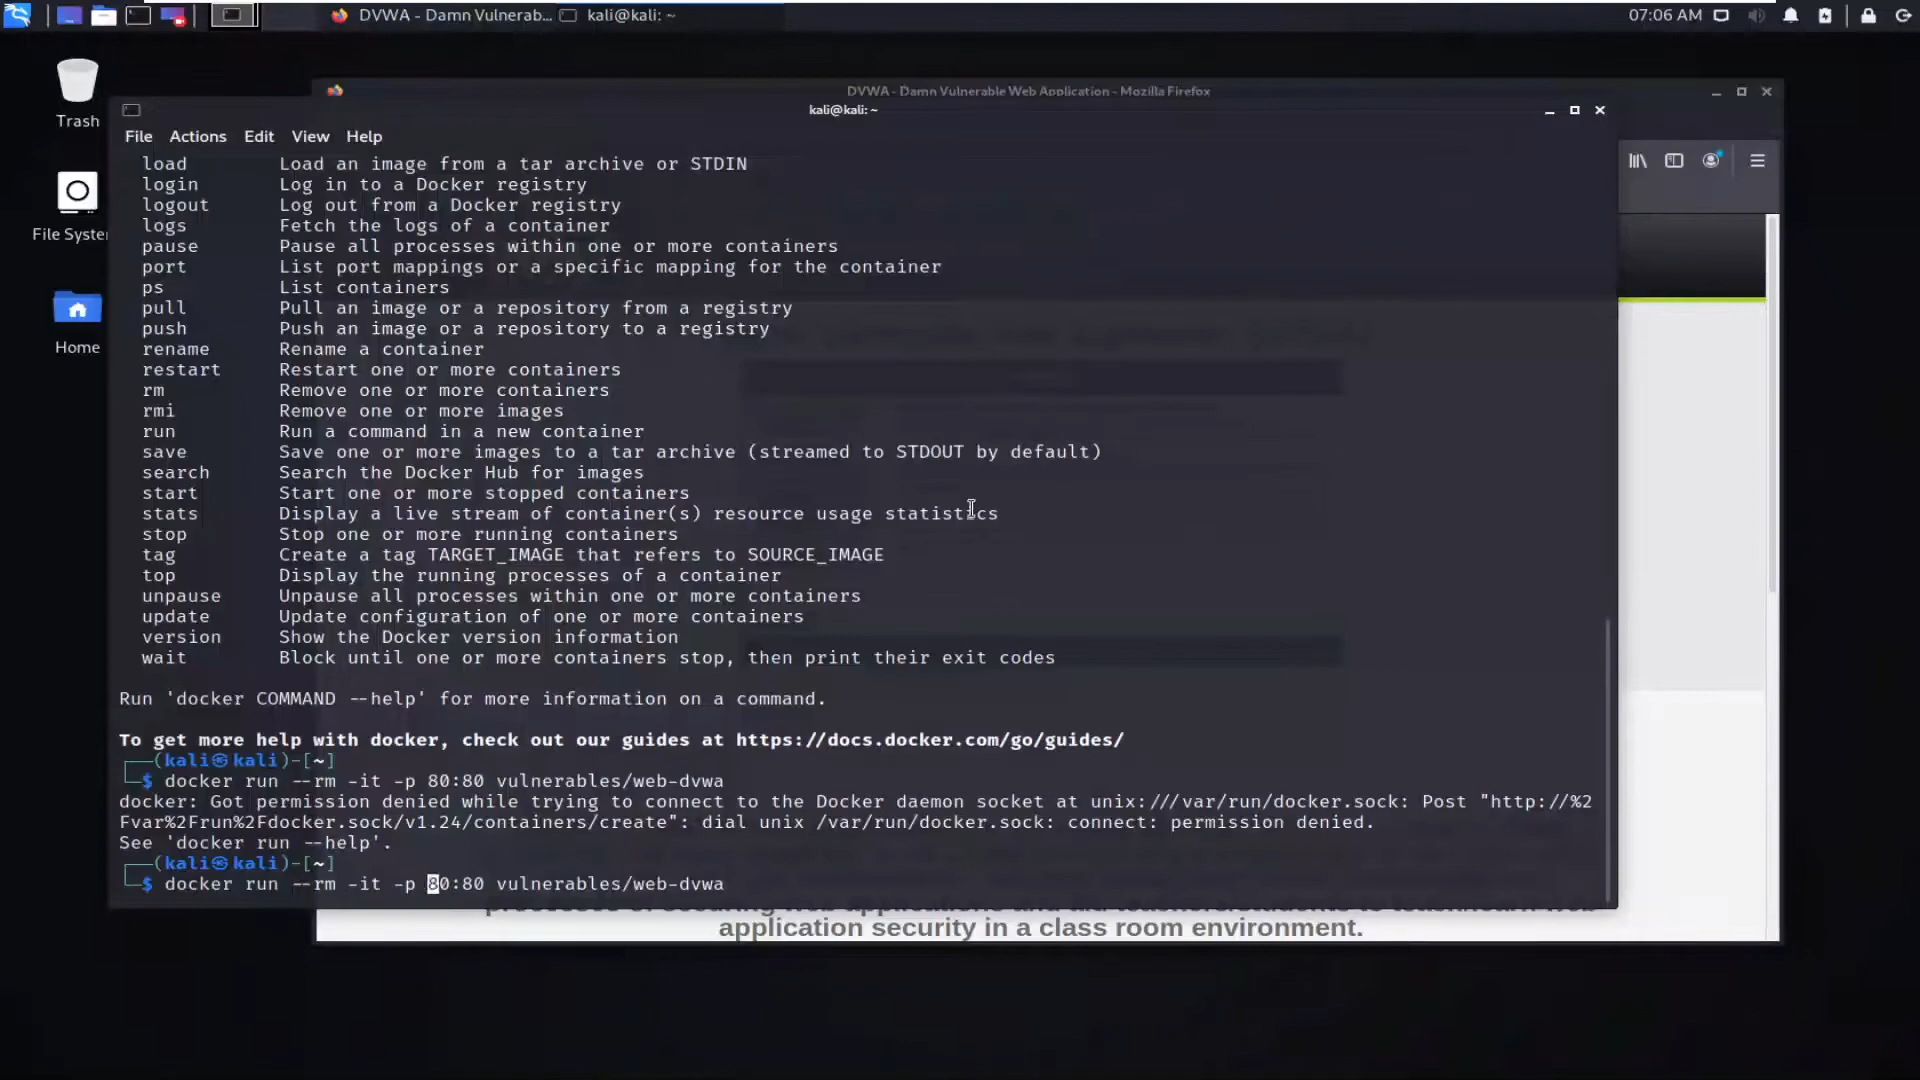 DVWA - Damn Vulnerab...
kali@kali: ~
07:06 AM
Trash
File Syste
Home
DVWA - Damn Vulnerable Web Application - Mozilla Firefox
kali@kali: ~
File Actions Edit View Help
load Load an image from a tar archive or STDIN
login Log in to a Docker registry
logout Log out from a Docker registry
logs Fetch the logs of a container
pause Pause all processes within one or more containers
port List port mappings or a specific mapping for the container
ps List containers
pull Pull an image or a repository from a registry
push Push an image or a repository to a registry
rename Rename a container
restart Restart one or more containers
rm Remove one or more containers
rmi Remove one or more images
run Run a command in a new container
save Save one or more images to a tar archive (streamed to STDOUT by default)
search Search the Docker Hub for images
start Start one or more stopped containers
stats Display a live stream of container(s) resource usage statistics
stop Stop one or more running containers
tag Create a tag TARGET_IMAGE that refers to SOURCE_IMAGE
top Display the running processes of a container
unpause Unpause all processes within one or more containers
update Update configuration of one or more containers
version Show the Docker version information
wait Block until one or more containers stop, then print their exit codes
Run 'docker COMMAND --help' for more information on a command.
To get more help with docker, check out our guides at https://docs.docker.com/go/guides/
┌──(kali㉿kali)-[~]
└─$ docker run --rm -it -p 80:80 vulnerables/web-dvwa
docker: Got permission denied while trying to connect to the Docker daemon socket at unix:///var/run/docker.sock: Post "http://%2
Fvar%2Frun%2Fdocker.sock/v1.24/containers/create": dial unix /var/run/docker.sock: connect: permission denied.
See 'docker run --help'.
┌──(kali㉿kali)-[~]
└─$ docker run --rm -it -p 80:80 vulnerables/web-dvwa
application security in a class room environment.